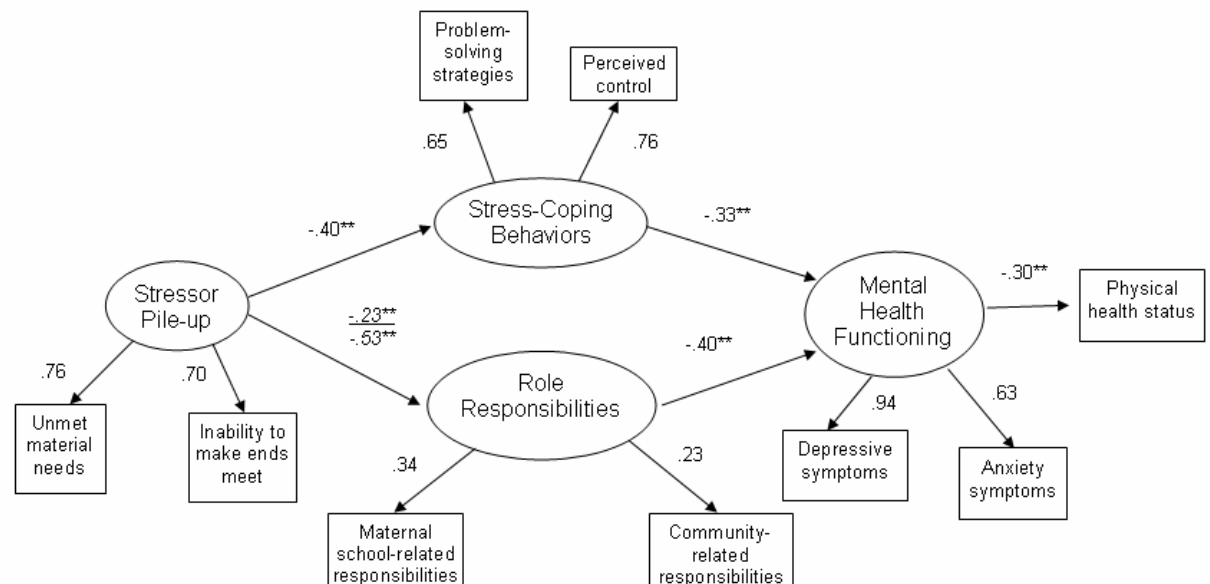 Problem-
solving
strategies
Perceived
control
.65
.76
Stress-Coping
Behaviors
-.40**
-.33**
Stressor
Pile-up
Mental
Health
Functioning
-.30**
Physical
health status
-.23**
-.53**
-.40**
.76
.70
Role
Responsibilities
.94
.63
Unmet
material
needs
Inability to
make ends
meet
.34
.23
Depressive
symptoms
Anxiety
symptoms
Maternal
school-related
responsibilities
Community-
related
responsibilities